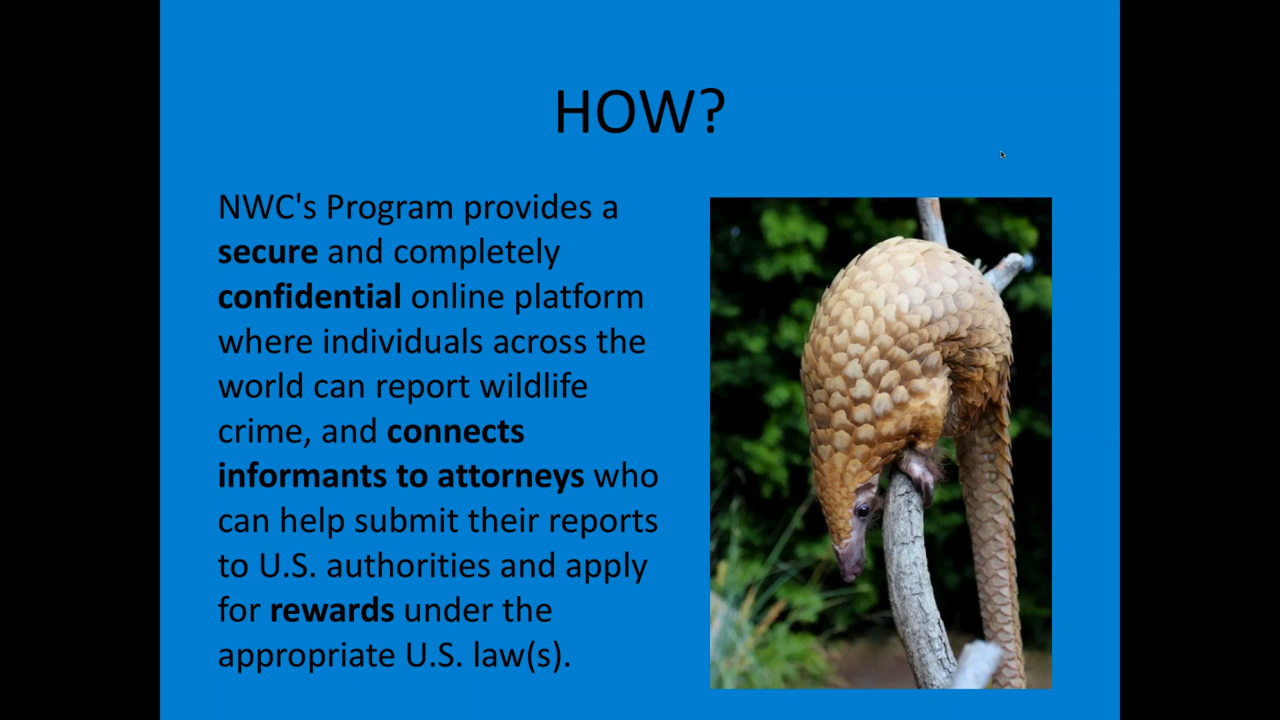 HOW?
NWC's Program provides a
secure and completely
confidential online platform
where individuals across the
world can report wildlife
crime, and connects
informants to attorneys who
can help submit their reports
to U.S. authorities and apply
for rewards under the
appropriate U.S. law(s).